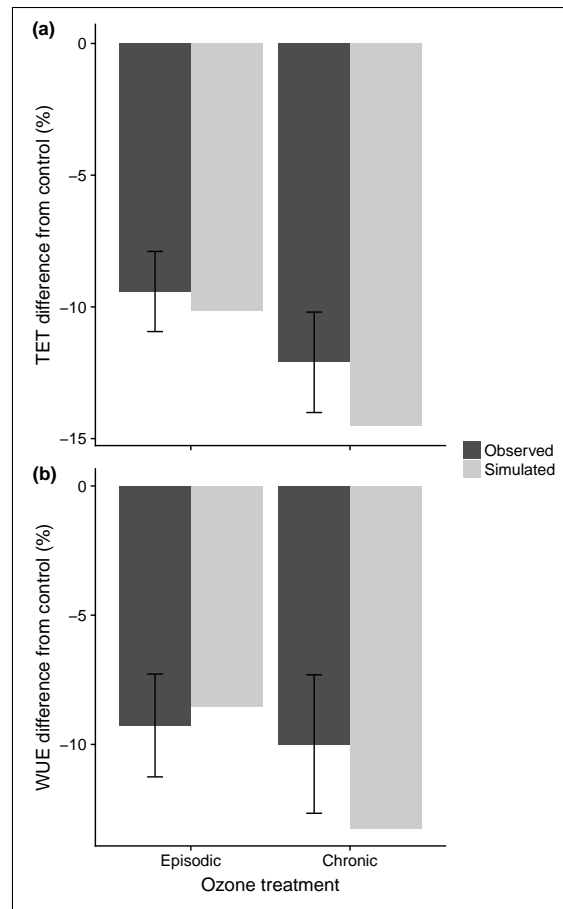 (a)
0
−5
−10
−15
TET difference from control (%)
Observed
Simulated
(b)
0
−5
−10
WUE difference from control (%)
Episodic Chronic
Ozone treatment